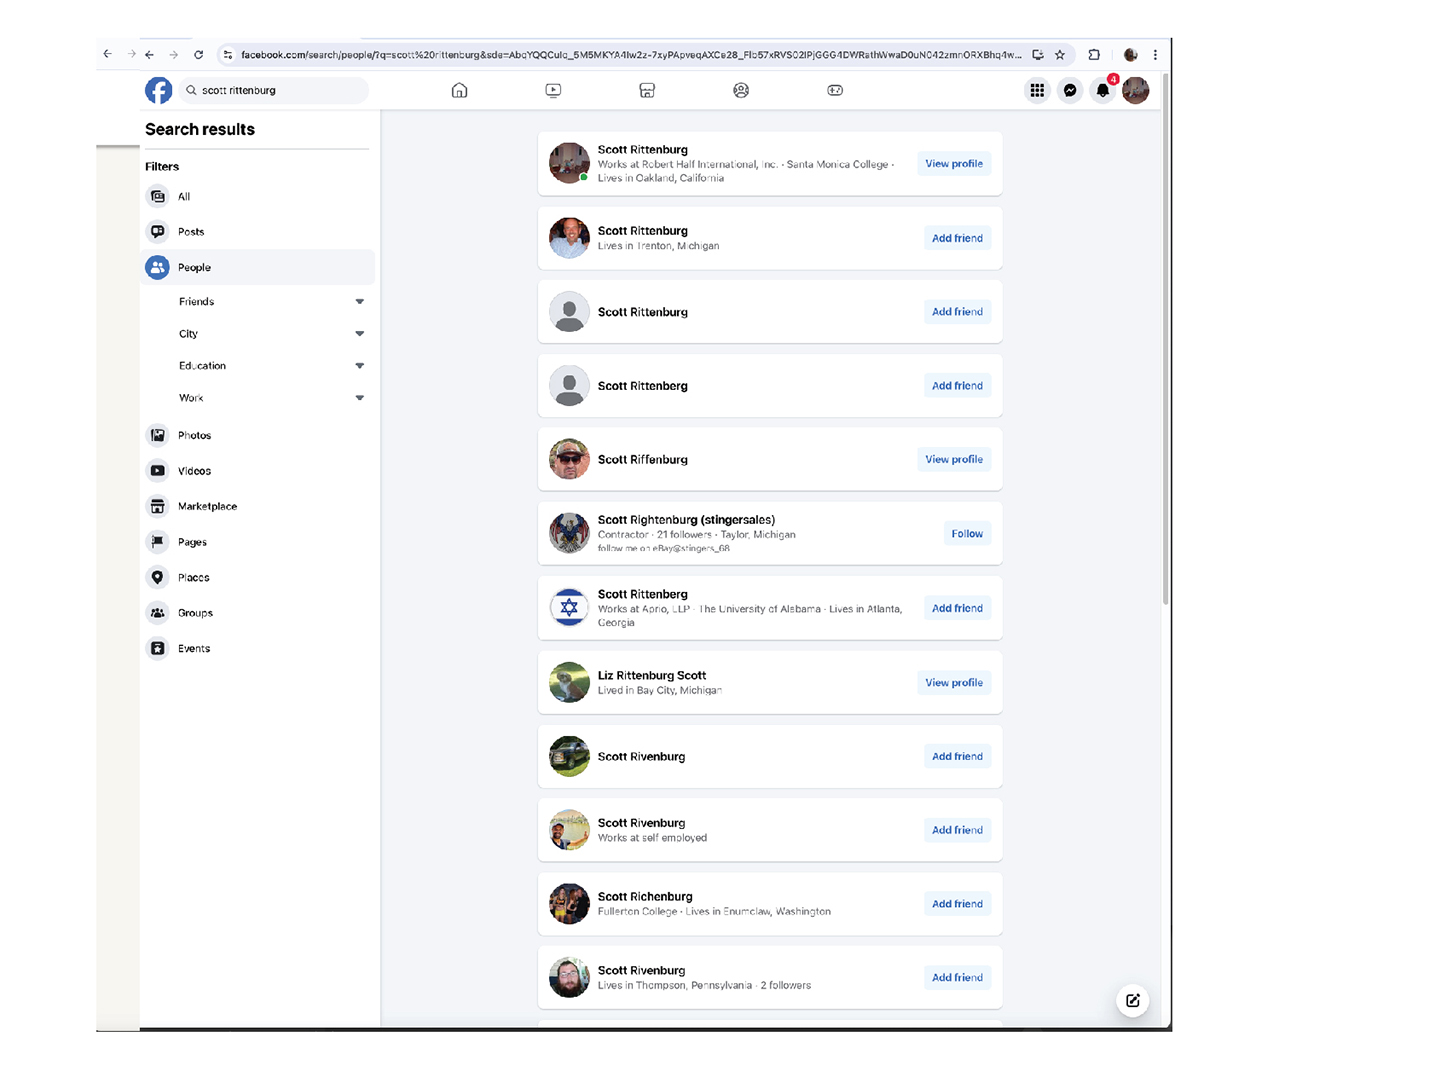 facebook.com/search/people/?q=scott%20rittenburg&sde=
scott rittenburg
4
Search results
Filters
All
Posts
People
Friends
City
Education
Work
Photos
Videos
Marketplace
Pages
Places
Groups
Events
Scott Rittenburg
Works at Robert Half International, Inc. · Santa Monica College ·
Lives in Oakland, California
View profile
Scott Rittenburg
Lives in Trenton, Michigan
Add friend
Scott Rittenburg
Add friend
Scott Rittenberg
Add friend
Scott Riffenburg
View profile
Scott Rightenburg (stingersales)
Contractor · 21 followers · Taylor, Michigan
follow me on eBay@stingers_68
Follow
Scott Rittenberg
Works at Aprio, LLP · The University of Alabama · Lives in Atlanta,
Georgia
Add friend
Liz Rittenburg Scott
Lived in Bay City, Michigan
View profile
Scott Rivenburg
Add friend
Scott Rivenburg
Works at self employed
Add friend
Scott Richenburg
Fullerton College · Lives in Enumclaw, Washington
Add friend
Scott Rivenburg
Lives in Thompson, Pennsylvania · 2 followers
Add friend